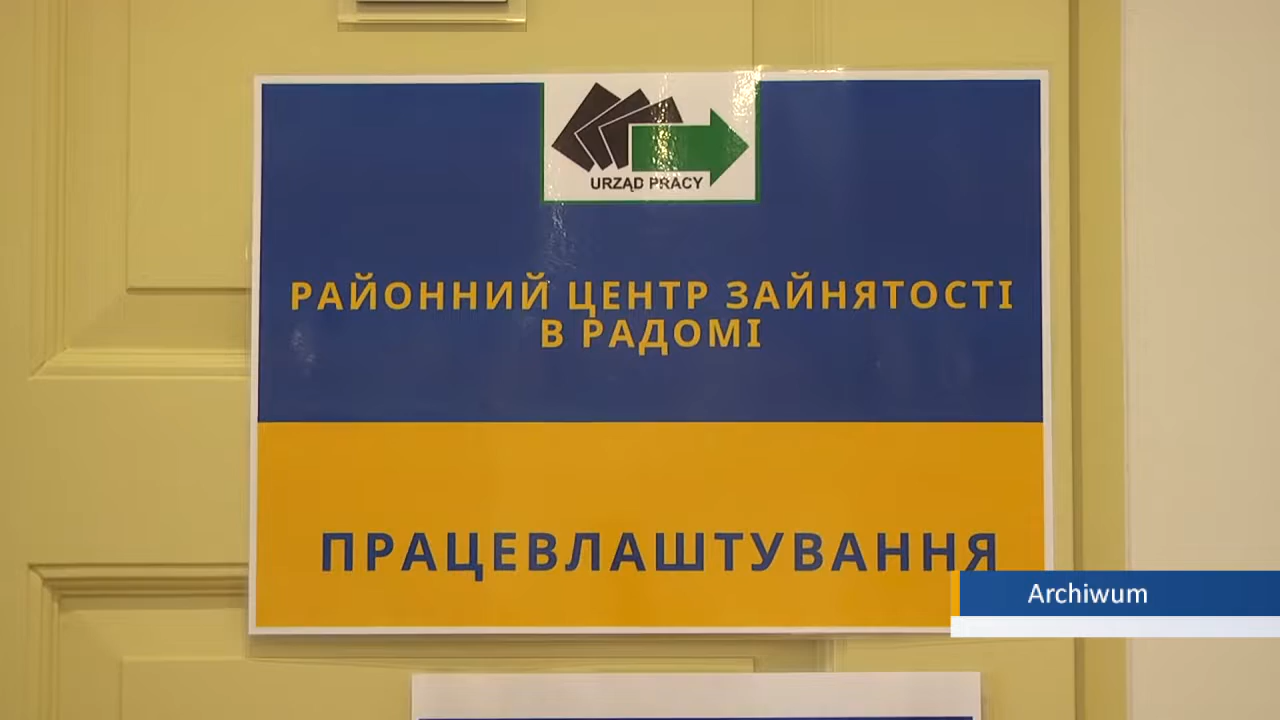 URZĄD PRACY
РАЙОННИЙ ЦЕНТР ЗАЙНЯТОСТІ
В РАДОМІ
ПРАЦЕВЛАШТУВАННЯ
Archiwum